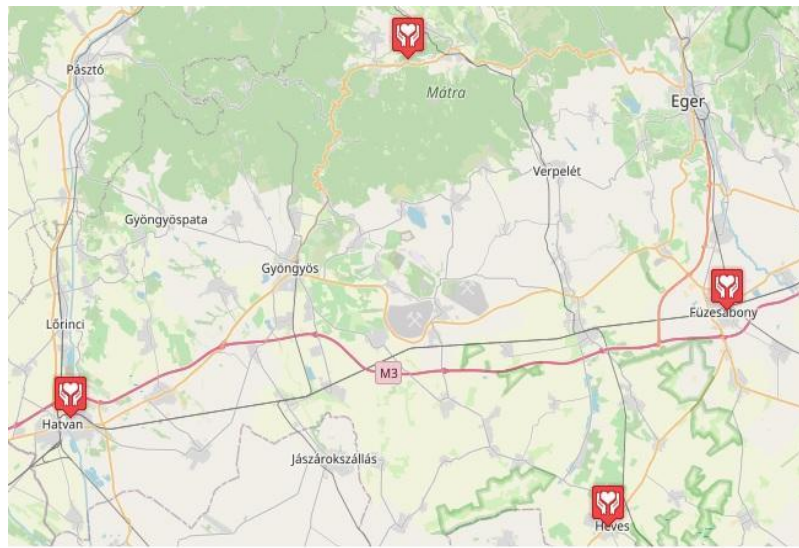 Pásztó
Mátra
Eger
Verpelét
Gyöngyöspata
Gyöngyös
Füzesabony
Lőrinci
M3
Hatvan
Jászárokszállás
Heves